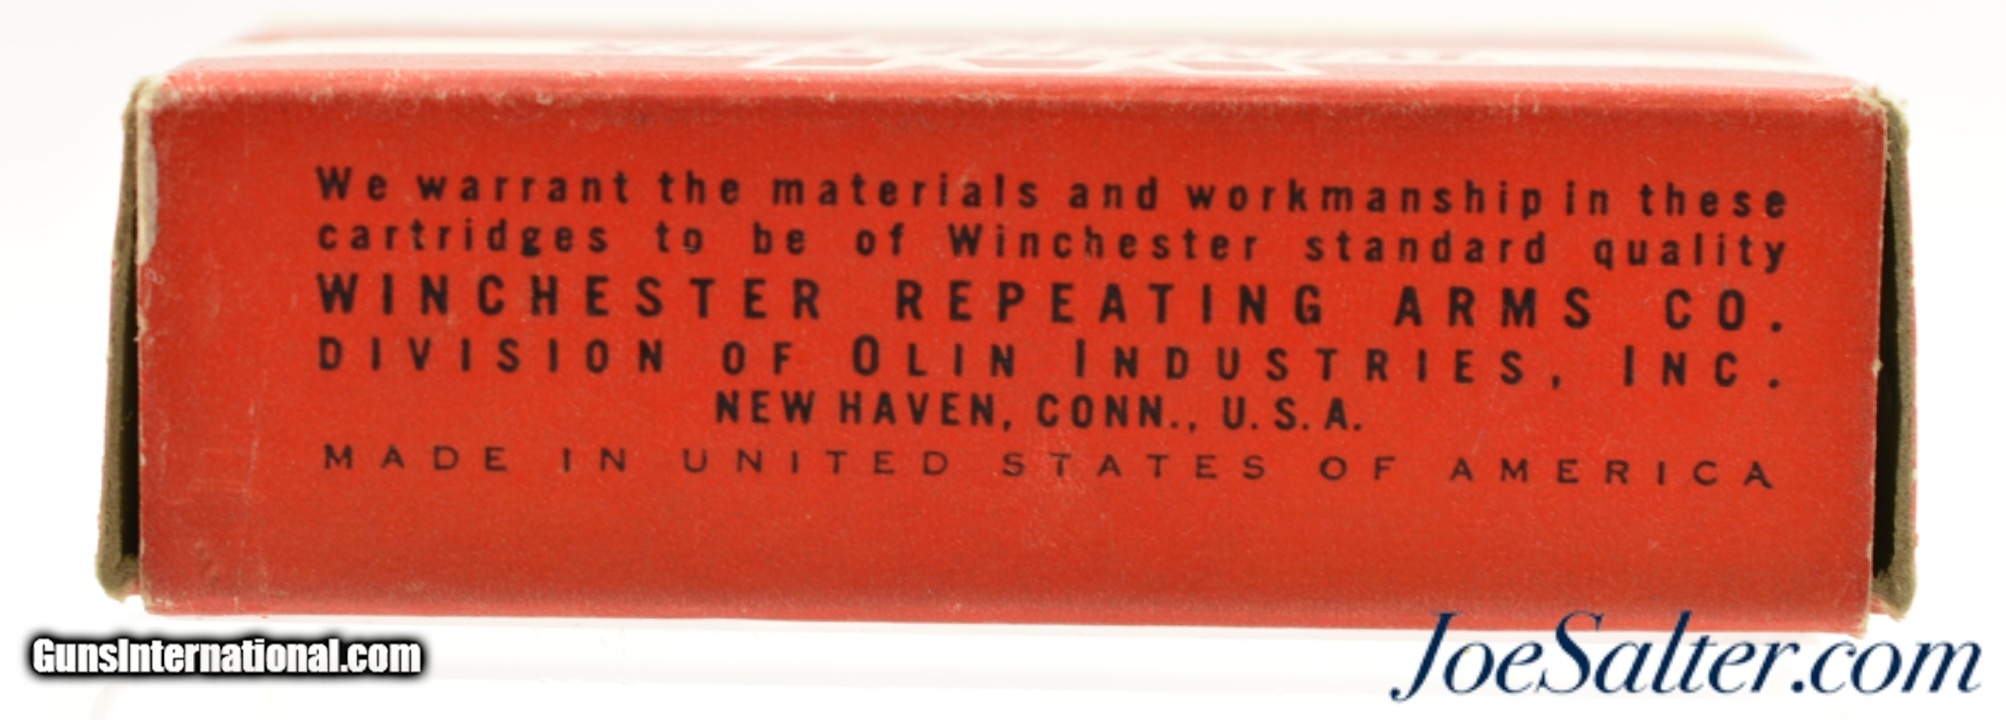 We warrant the materials and workmanship in these
cartridges to be of Winchester standard quality
WINCHESTER REPEATING ARMS CO.
DIVISION OF OLIN INDUSTRIES, INC.
NEW HAVEN, CONN., U.S.A.
MADE IN UNITED STATES OF AMERICA
GunsInternational.com
JoeSalter.com